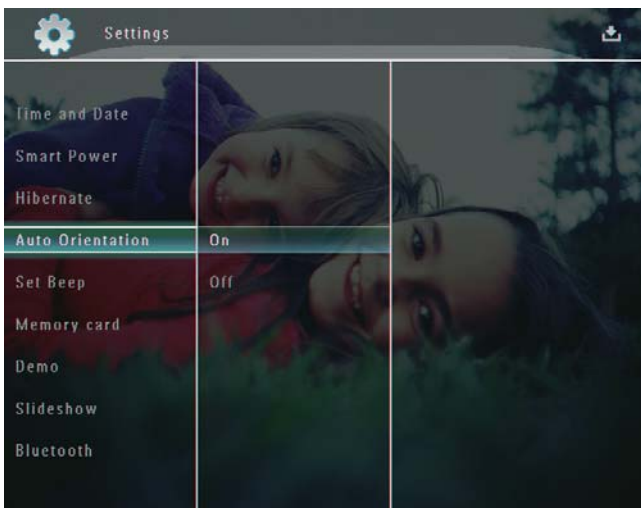 Settings
Time and Date
Smart Power
Hibernate
Auto Orientation
On
Set Beep
Off
Memory card
Demo
Slideshow
Bluetooth